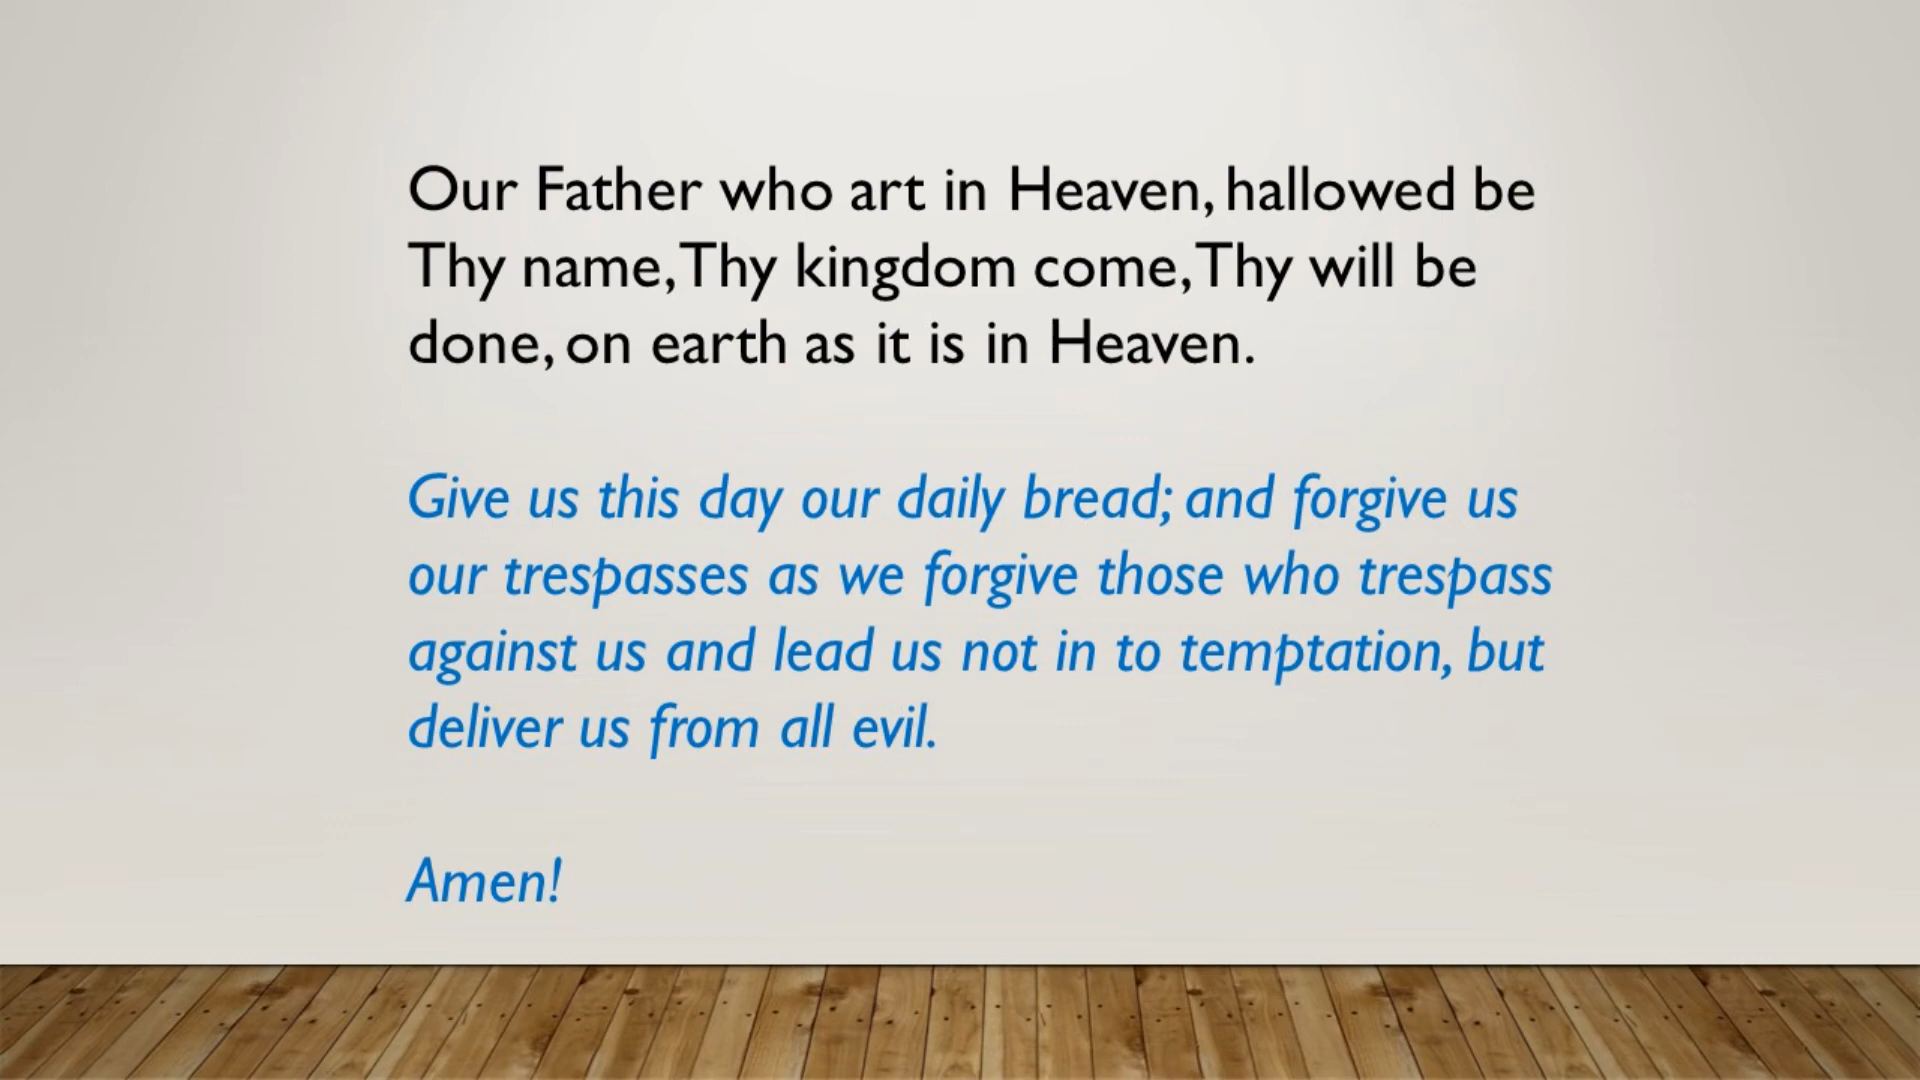 Our Father who art in Heaven, hallowed be
Thy name, Thy kingdom come, Thy will be
done, on earth as it is in Heaven.
Give us this day our daily bread; and forgive us
our trespasses as we forgive those who trespass
against us and lead us not in to temptation, but
deliver us from all evil.
Amen!